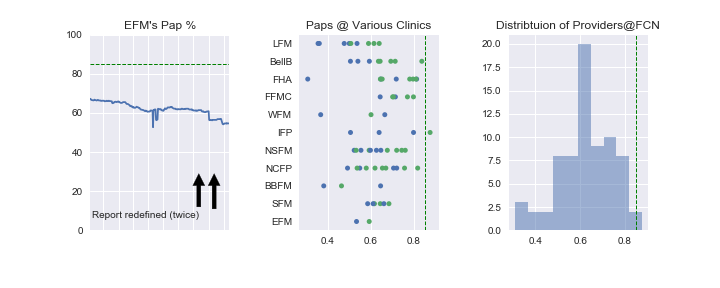 EFM's Pap %
100
80
60
40
20
0
Report redefined (twice)
Paps @ Various Clinics
LFM
BellB
FHA
FFMC
WFM
IFP
NSFM
NCFP
BBFM
SFM
EFM
0.4 0.6 0.8
Distribtuion of Providers@FCN
20.0
17.5
15.0
12.5
10.0
7.5
5.0
2.5
0.0
0.4 0.6 0.8